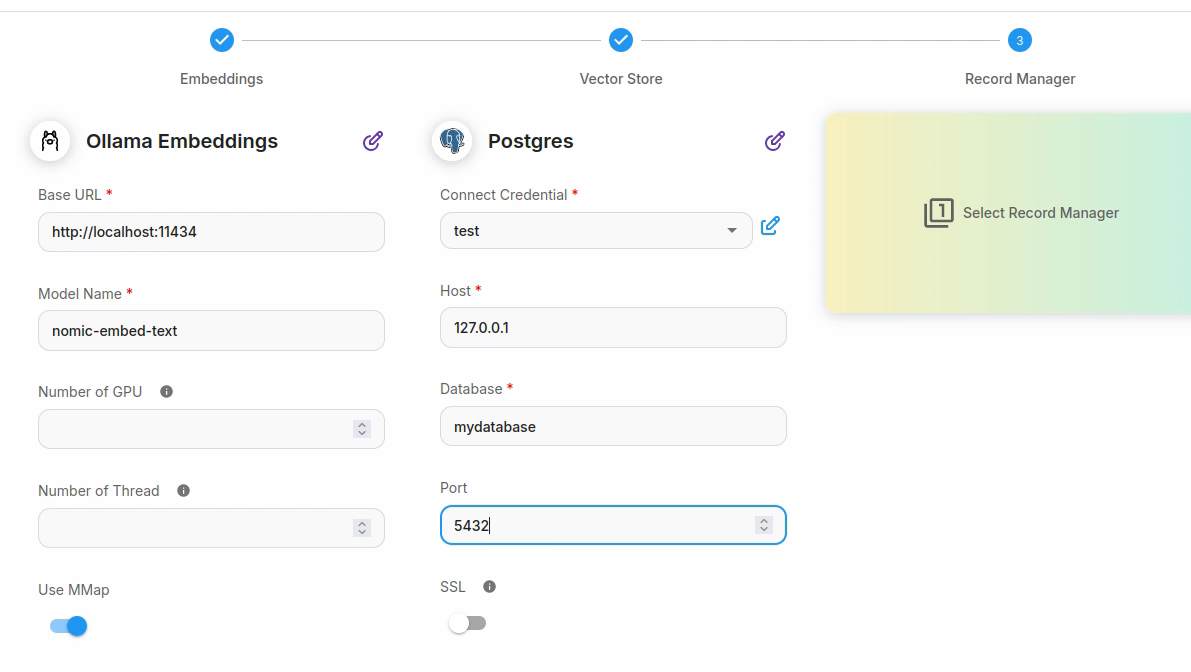 3
Embeddings
Vector Store
Record Manager
Ollama Embeddings
Base URL *
http://localhost:11434
Model Name *
nomic-embed-text
Number of GPU
Number of Thread
Use MMap
Postgres
Connect Credential *
test
Host *
127.0.0.1
Database *
mydatabase
Port
5432
SSL
1 Select Record Manager